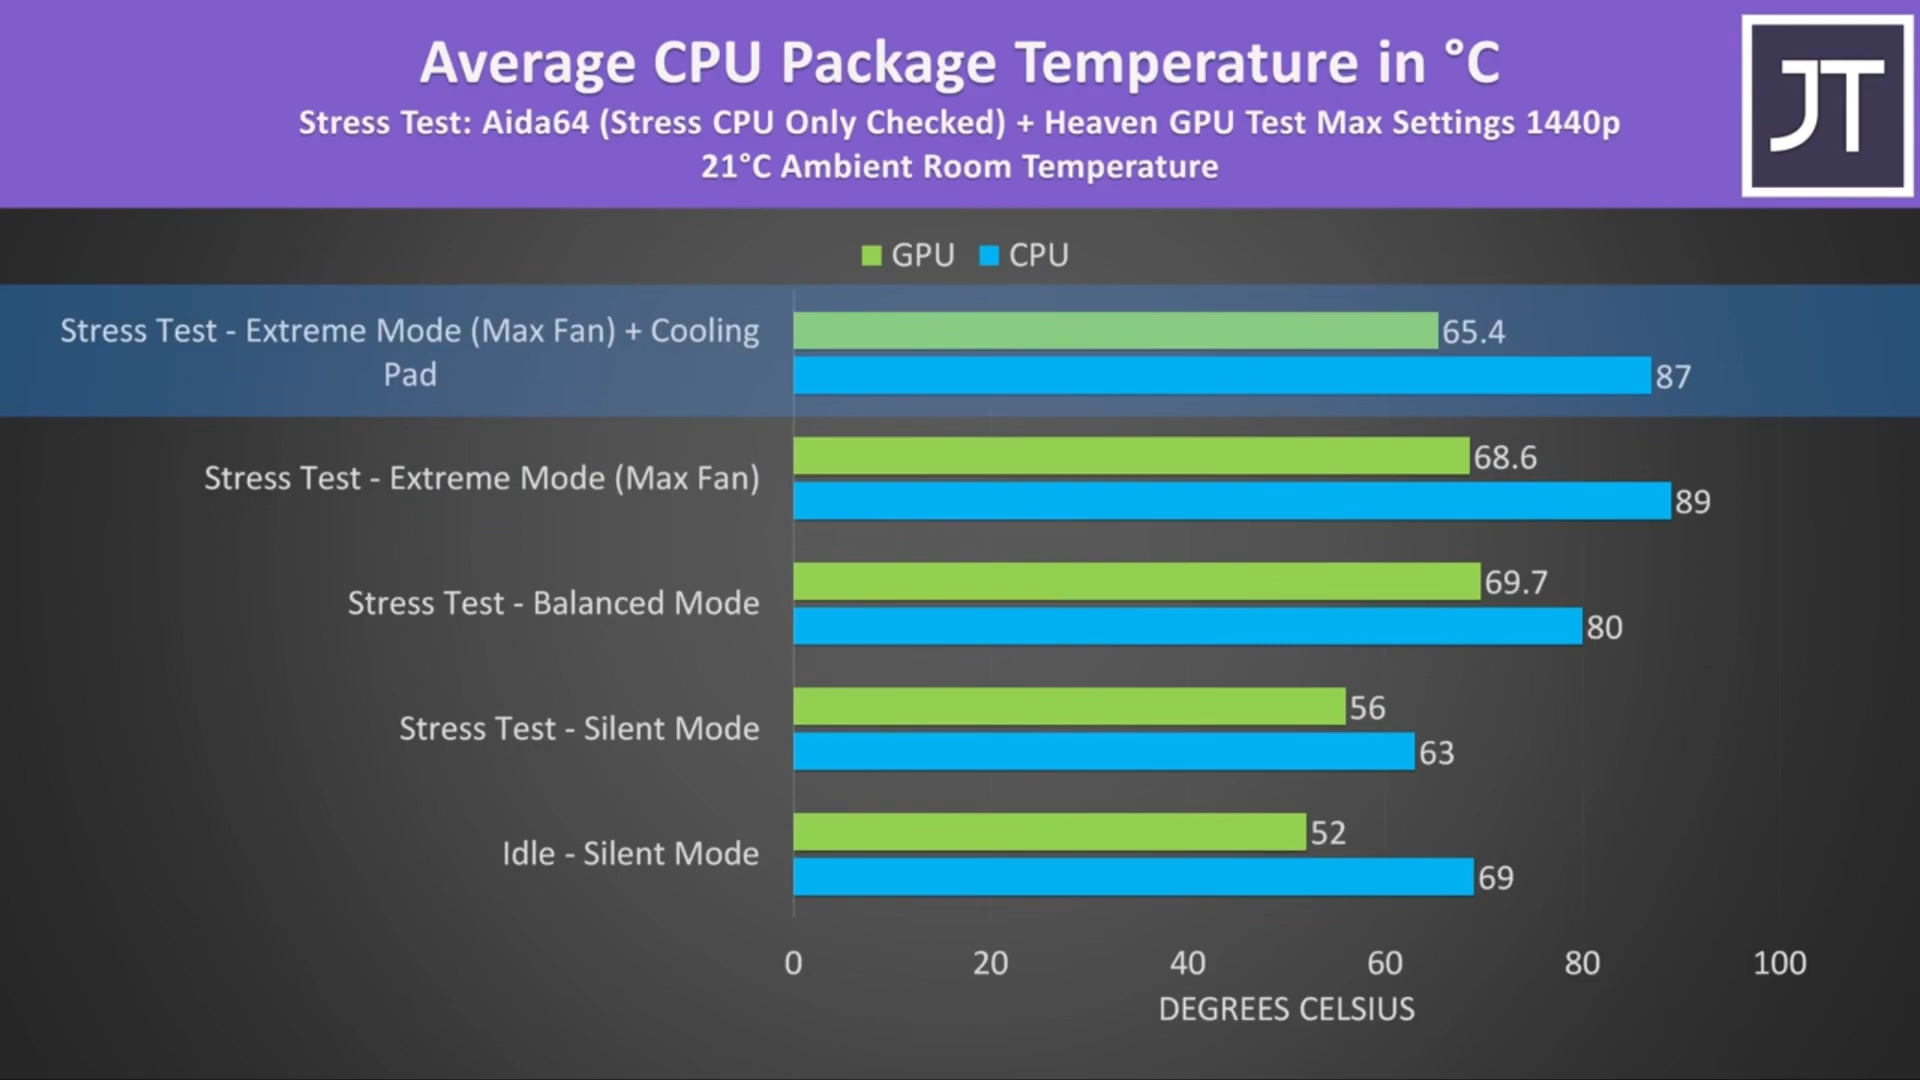 Average CPU Package Temperature in °C
Stress Test: Aida64 (Stress CPU Only Checked) + Heaven GPU Test Max Settings 1440p
21°C Ambient Room Temperature
JT
GPU CPU
Stress Test - Extreme Mode (Max Fan) + Cooling
Pad
65.4
87
Stress Test - Extreme Mode (Max Fan)
68.6
89
Stress Test - Balanced Mode
69.7
80
Stress Test - Silent Mode
56
63
Idle - Silent Mode
52
69
0 20 40 60 80 100
DEGREES CELSIUS